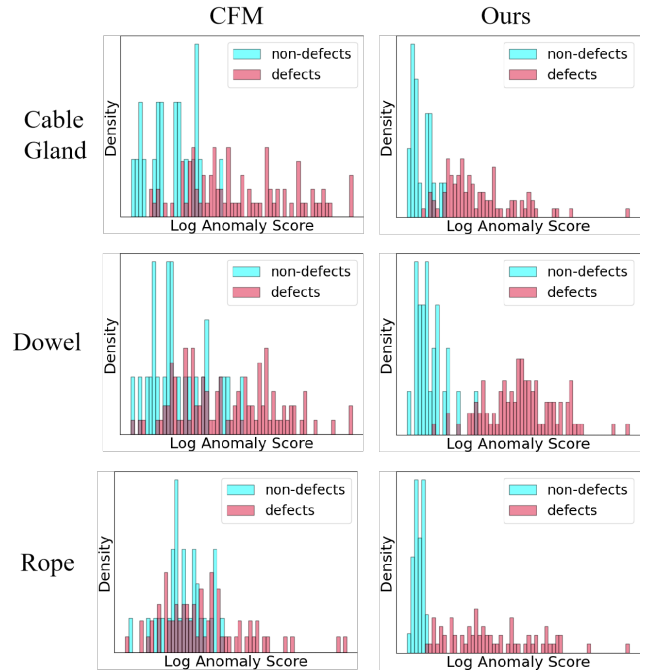 CFM
Ours
Cable
Gland
Density
non-defects
defects
Log Anomaly Score
Density
non-defects
defects
Log Anomaly Score
Dowel
Density
non-defects
defects
Log Anomaly Score
Density
non-defects
defects
Log Anomaly Score
Rope
Density
non-defects
defects
Log Anomaly Score
Density
non-defects
defects
Log Anomaly Score